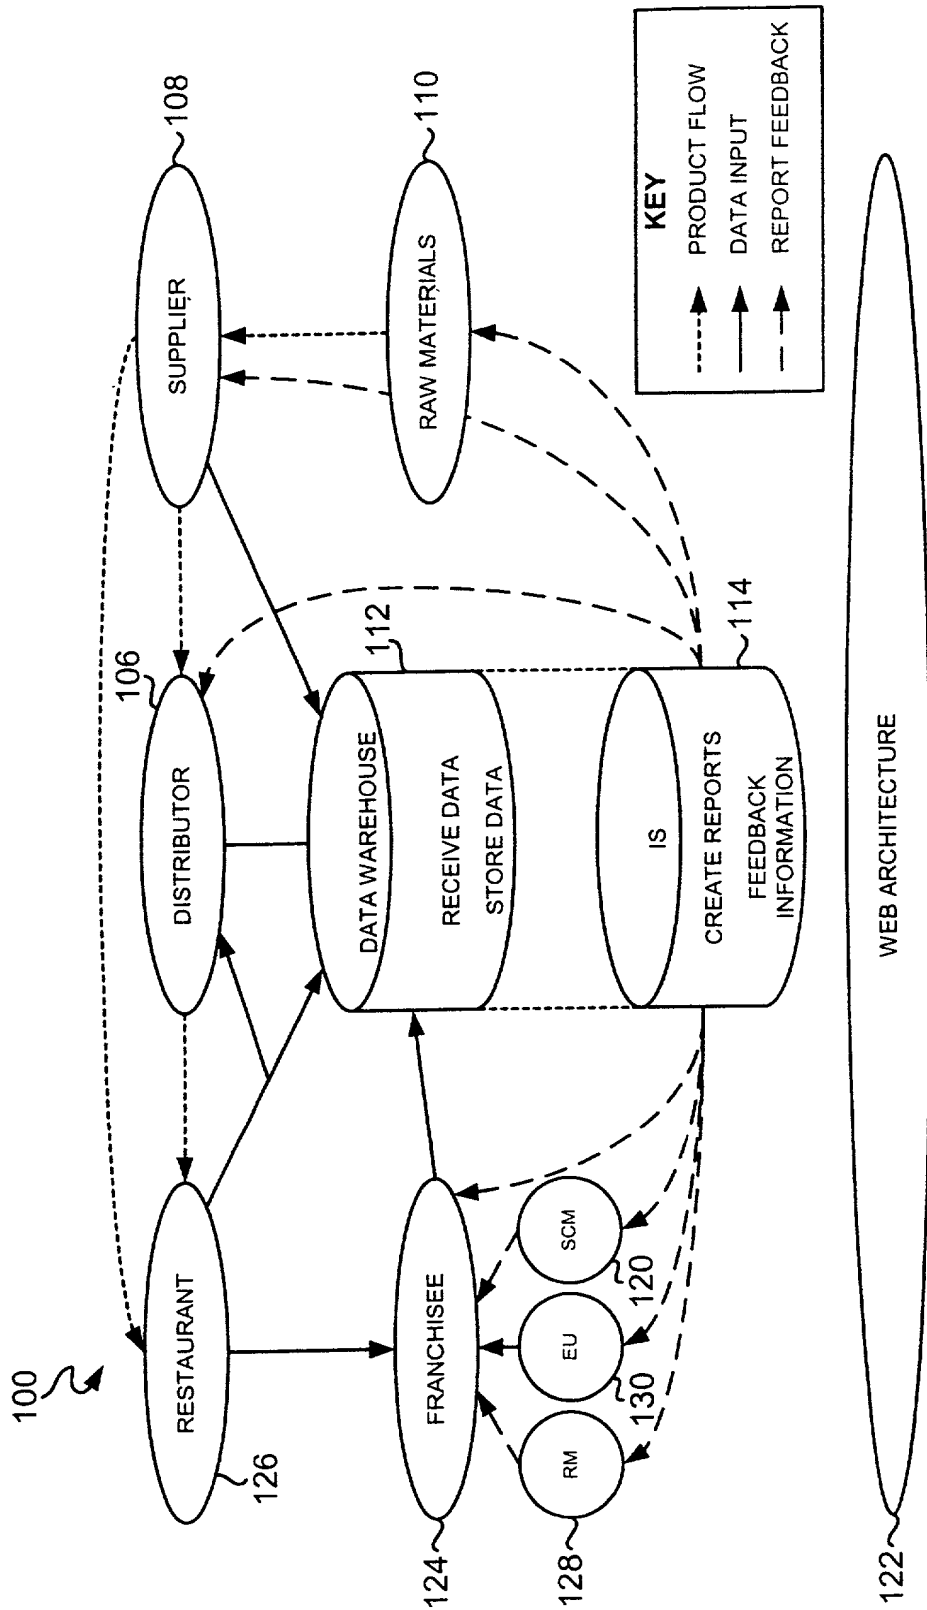 100
126
RESTAURANT
106
DISTRIBUTOR
SUPPLIER
108
124
FRANCHISEE
DATA WAREHOUSE
112
RECEIVE DATA
STORE DATA
RAW MATERIALS
110
128
RM
EU
130
SCM
120
IS
114
CREATE REPORTS
FEEDBACK
INFORMATION
KEY
PRODUCT FLOW
DATA INPUT
REPORT FEEDBACK
122
WEB ARCHITECTURE